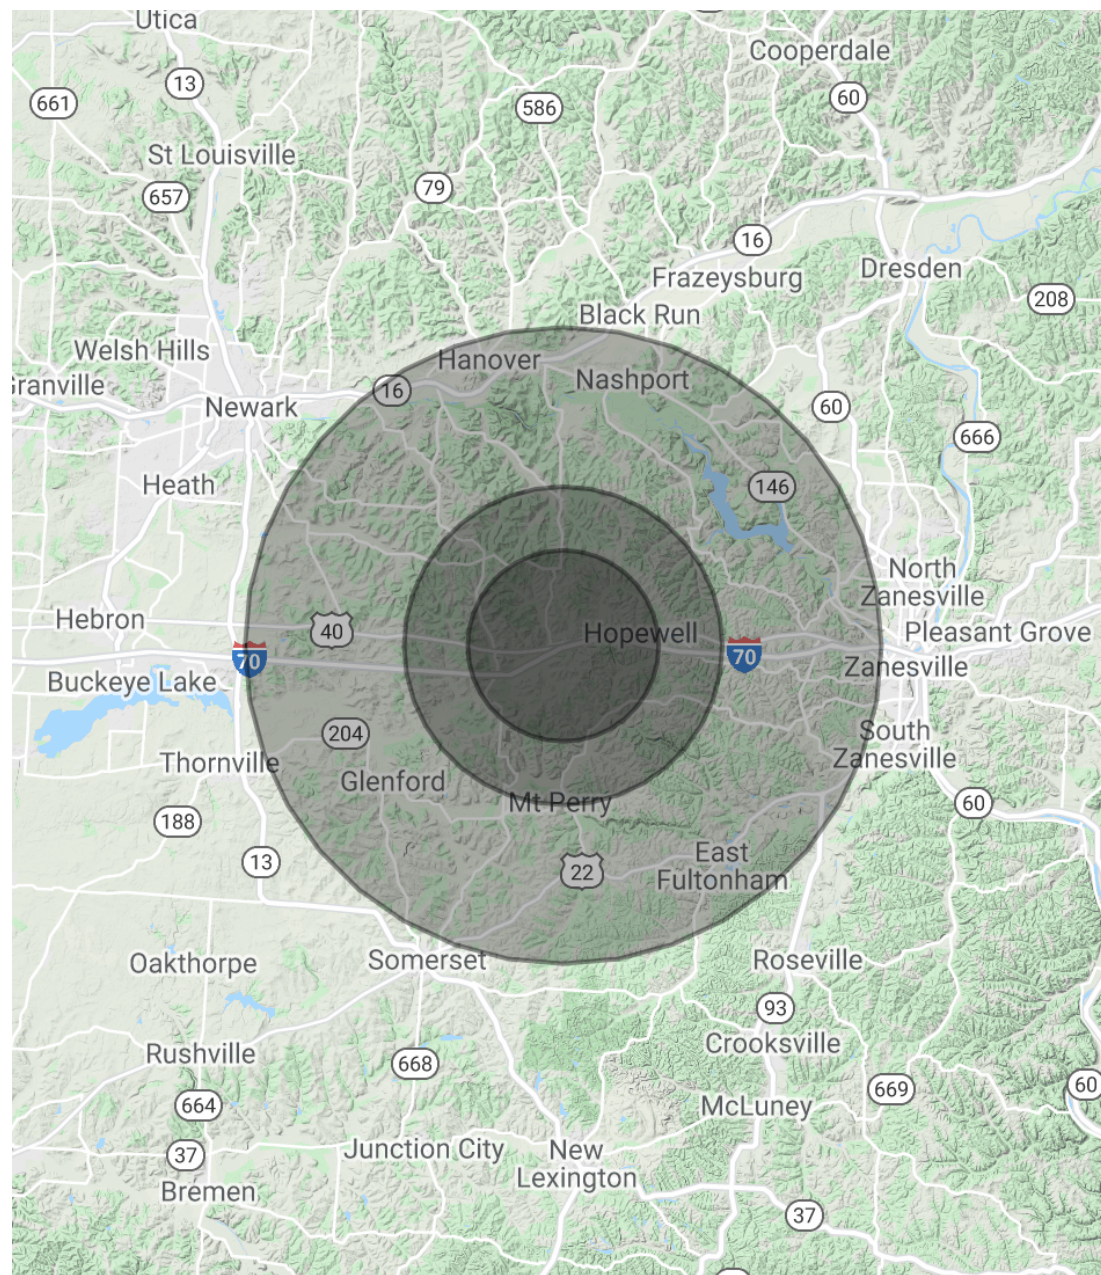 Utica
Cooperdale
13
60
661
586
St Louisville
79
657
16
Frazeysburg
Dresden
208
Black Run
Welsh Hills
Hanover
Granville
16
Nashport
Newark
60
666
Heath
146
North
Zanesville
Hebron
40
Hopewell
Pleasant Grove
70
70
Zanesville
Buckeye Lake
204
South
Zanesville
Thornville
Glenford
Mt Perry
60
188
East
Fultonham
13
22
Oakthorpe
Somerset
Roseville
93
Crooksville
Rushville
668
669
60
664
McLuney
Junction City
New
Lexington
37
Bremen
37